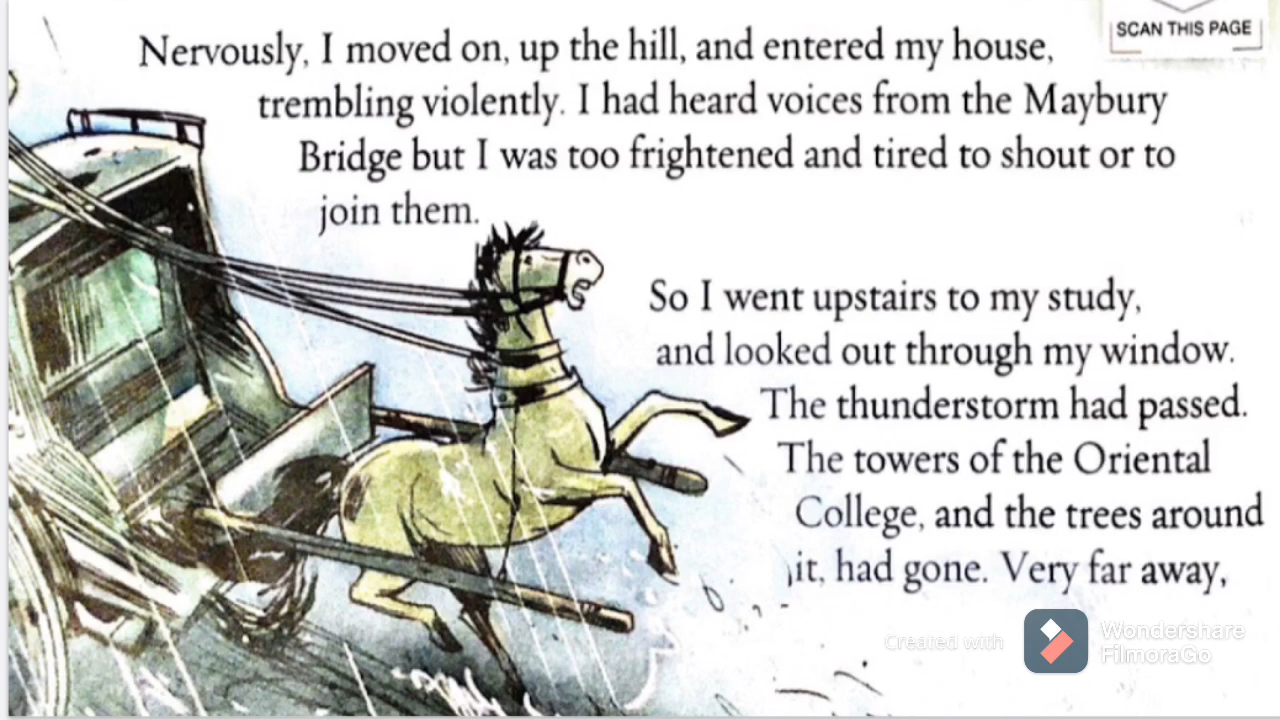 SCAN THIS PAGE
Nervously, I moved on, up the hill, and entered my house,
trembling violently. I had heard voices from the Maybury
Bridge but I was too frightened and tired to shout or to
join them.
So I went upstairs to my study,
and looked out through my window.
The thunderstorm had passed.
The towers of the Oriental
College, and the trees around
it, had gone. Very far away,
Created with
Wondershare
FilmoraGo